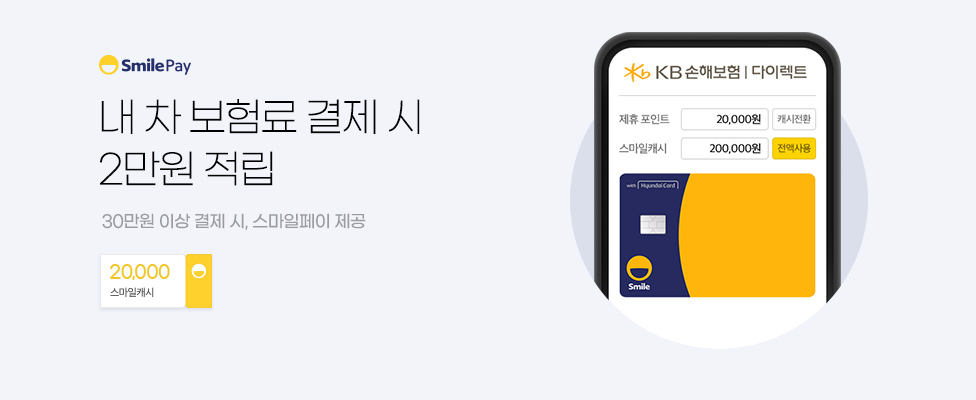 Smile Pay
내 차 보험료 결제 시
2만원 적립
30만원 이상 결제 시, 스마일페이 제공
20,000
스마일캐시
KB 손해보험 | 다이렉트
제휴 포인트 20,000원 캐시전환
스마일캐시 200,000원 전액사용
with Hyundai Card
Smile